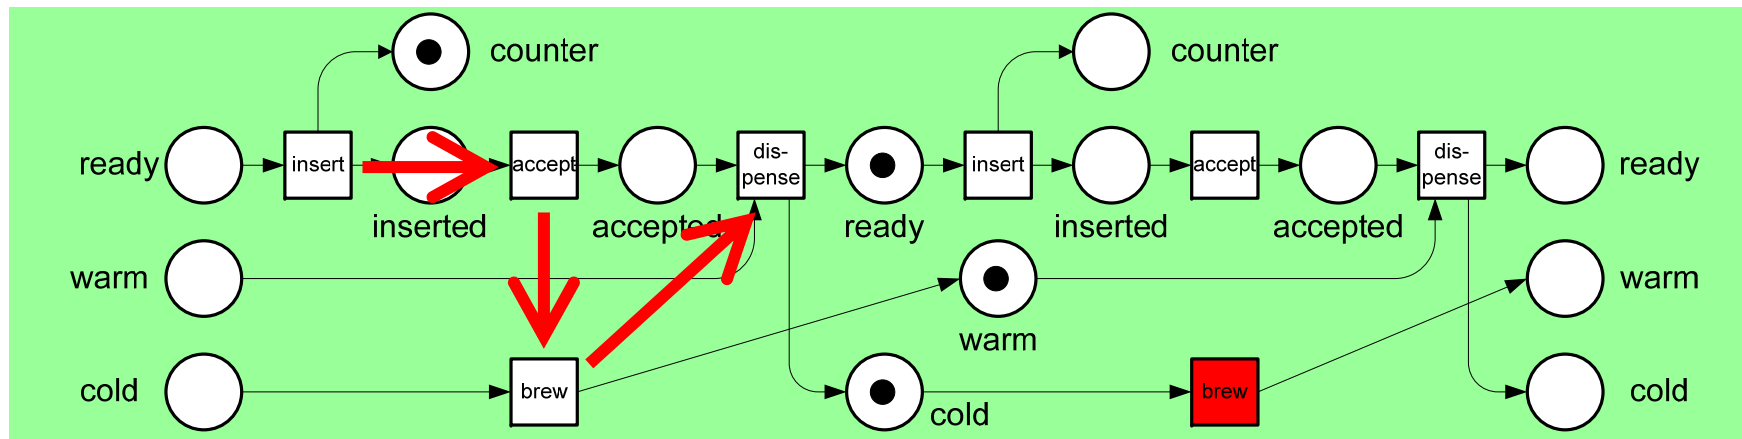 counter
counter
ready
insert
accept
dis-
pense
insert
accept
dis-
pense
ready
inserted
accepted
ready
inserted
accepted
warm
warm
warm
cold
brew
cold
brew
cold